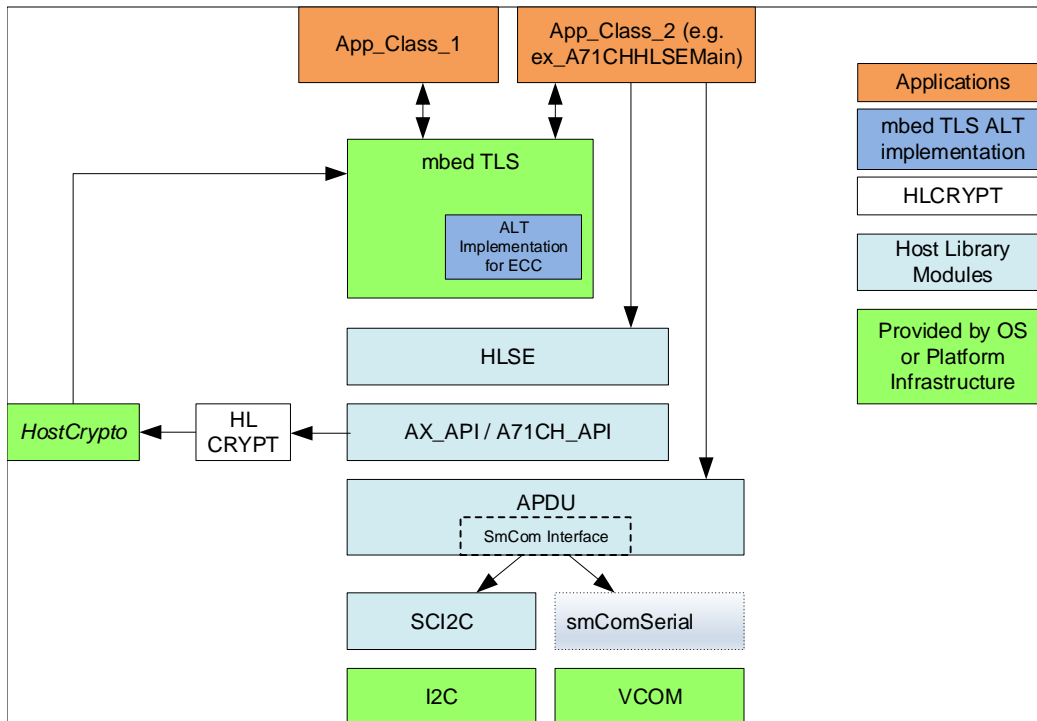 App_Class_1
App_Class_2 (e.g.
ex_A71CHHLSEMain)
mbed TLS
ALT
Implementation
for ECC
HLSE
HostCrypto
HL
CRYPT
AX_API / A71CH_API
APDU
SmCom Interface
SCI2C
smComSerial
I2C
VCOM
Applications
mbed TLS ALT
implementation
HLCRYPT
Host Library
Modules
Provided by OS
or Platform
Infrastructure